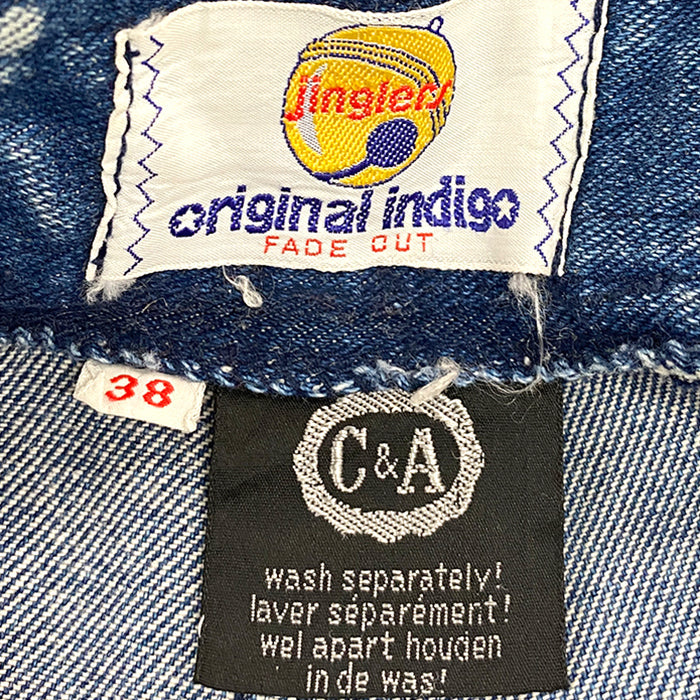 jinglers
original indigo
FADE OUT
38
C&A
wash separately!
laver séparément!
wel apart houden
in de was!